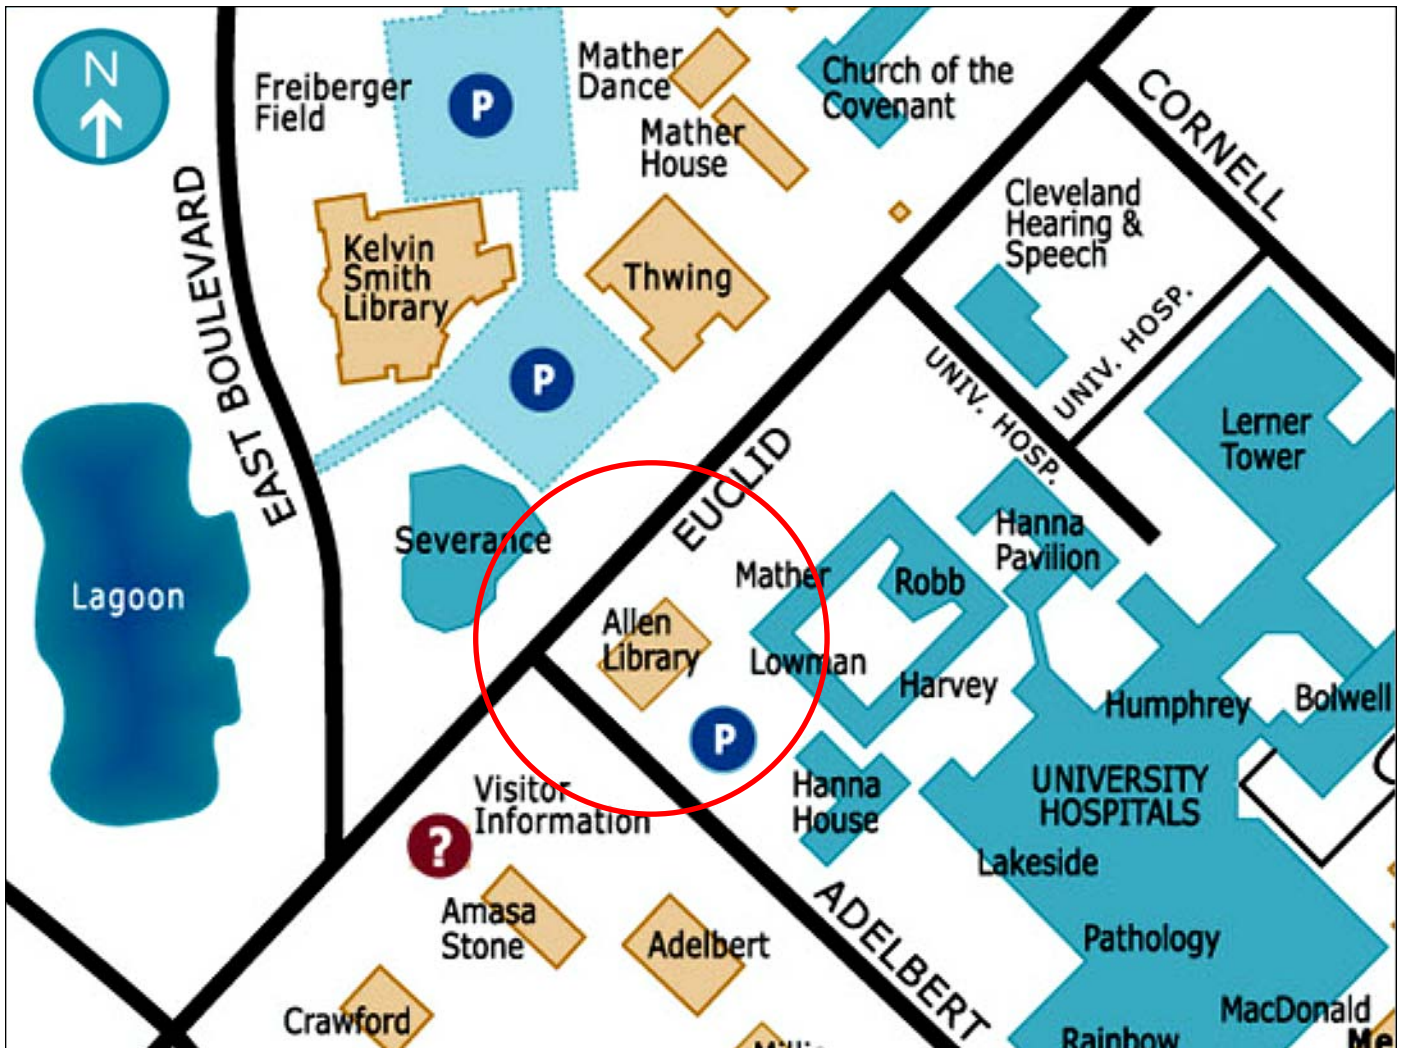 N
Freiberger
Field
P
Mather
Dance
Mather
House
Church of the
Covenant
CORNELL
EAST BOULEVARD
Kelvin
Smith
Library
Thwing
Cleveland
Hearing &
Speech
UNIV. HOSP.
UNIV. HOSP.
P
Lerner
Tower
EUCLID
Severance
Lagoon
Hanna
Pavilion
Mather
Robb
Allen
Library
Lowman
Harvey
Humphrey
Bolwell
P
Visitor
Information
?
Hanna
House
UNIVERSITY
HOSPITALS
Lakeside
Amasa
Stone
Adelbert
ADELBERT
Pathology
Crawford
MacDonald
Rainbow
Me